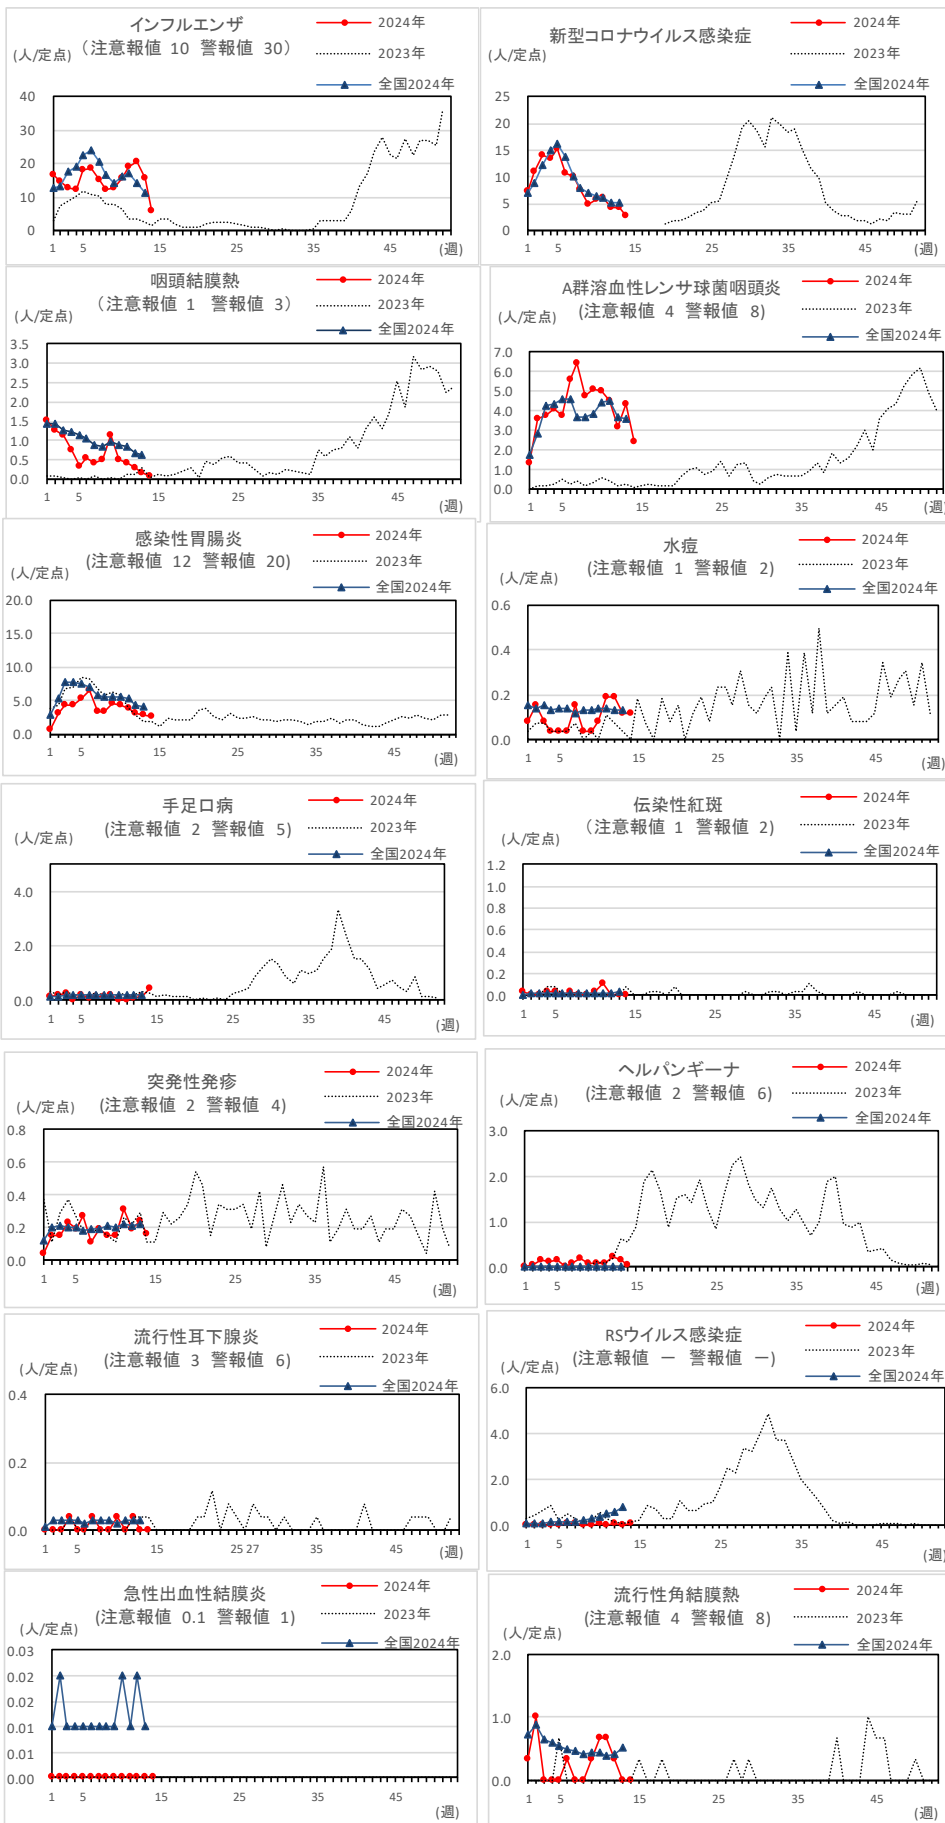 インフルエンザ
（注意報値 10 警報値 30）
(人/定点)
2024年
2023年
全国2024年
40
30
20
10
0
1 5 15 25 35 45
(週)
新型コロナウイルス感染症
(人/定点)
2024年
2023年
全国2024年
25
20
15
10
5
0
1 5 15 25 35 45
(週)
咽頭結膜熱
（注意報値 1 警報値 3）
(人/定点)
2024年
2023年
全国2024年
3.5
3.0
2.5
2.0
1.5
1.0
0.5
0.0
1 5 15 25 35 45
(週)
A群溶血性レンサ球菌咽頭炎
(注意報値 4 警報値 8)
(人/定点)
2024年
2023年
全国2024年
7.0
6.0
5.0
4.0
3.0
2.0
1.0
0.0
1 5 15 25 35 45
(週)
感染性胃腸炎
(注意報値 12 警報値 20)
(人/定点)
2024年
2023年
全国2024年
20.0
15.0
10.0
5.0
0.0
1 5 15 25 35 45
(週)
水痘
(注意報値 1 警報値 2)
(人/定点)
2024年
2023年
全国2024年
0.6
0.4
0.2
0.0
1 5 15 25 35 45
(週)
手足口病
(注意報値 2 警報値 5)
(人/定点)
2024年
2023年
全国2024年
4.0
2.0
0.0
1 5 15 25 35 45
(週)
伝染性紅斑
（注意報値 1 警報値 2）
(人/定点)
2024年
2023年
全国2024年
1.2
1.0
0.8
0.6
0.4
0.2
0.0
1 5 15 25 35 45
(週)
突発性発疹
(注意報値 2 警報値 4)
(人/定点)
2024年
2023年
全国2024年
0.8
0.6
0.4
0.2
0.0
1 5 15 25 35 45
(週)
ヘルパンギーナ
(注意報値 2 警報値 6)
(人/定点)
2024年
2023年
全国2024年
3.0
2.0
1.0
0.0
1 5 15 25 35 45
(週)
流行性耳下腺炎
(注意報値 3 警報値 6)
(人/定点)
2024年
2023年
全国2024年
0.4
0.2
0.0
1 5 15 25 27 35 45
(週)
RSウイルス感染症
(注意報値 － 警報値 －)
(人/定点)
2024年
2023年
全国2024年
6.0
4.0
2.0
0.0
1 5 15 25 35 45
(週)
急性出血性結膜炎
(注意報値 0.1 警報値 1)
(人/定点)
2024年
2023年
全国2024年
0.03
0.02
0.02
0.01
0.01
0.00
1 5 15 25 35 45
(週)
流行性角結膜熱
(注意報値 4 警報値 8)
(人/定点)
2024年
2023年
全国2024年
2.0
1.0
0.0
1 5 15 25 35 45
(週)